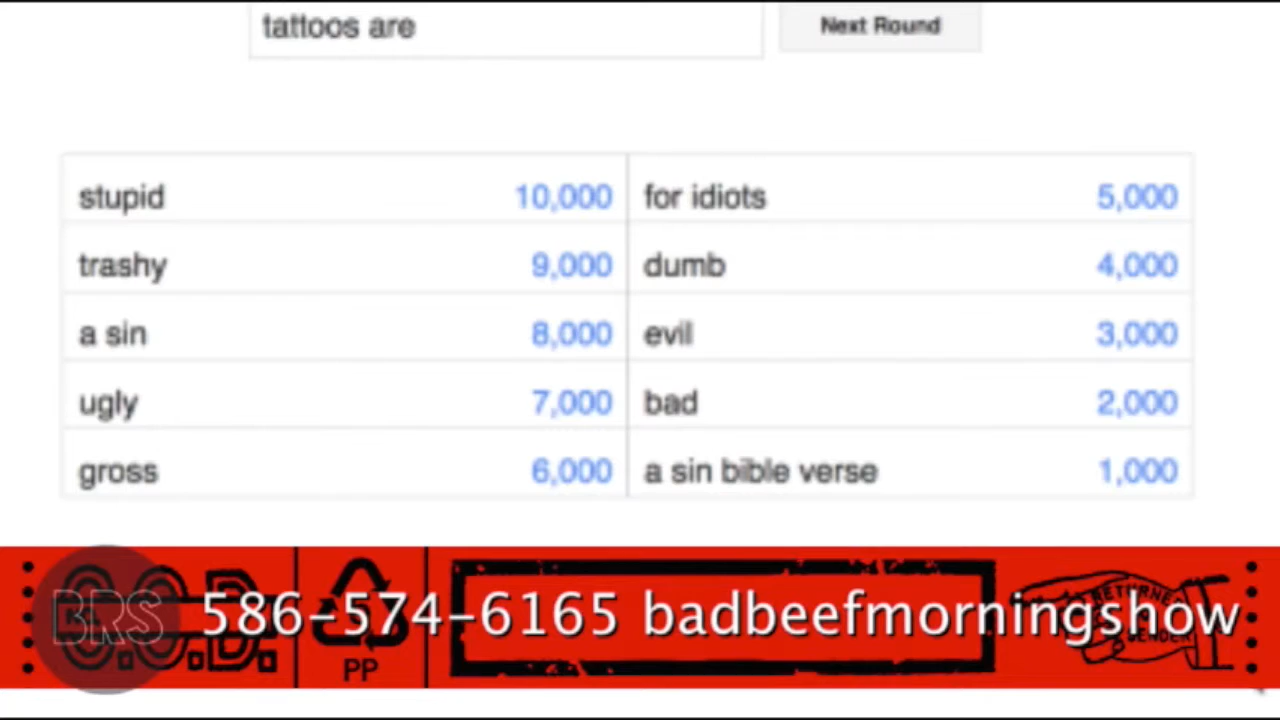 tattoos are
Next Round
stupid 10,000 for idiots 5,000
trashy 9,000 dumb 4,000
a sin 8,000 evil 3,000
ugly 7,000 bad 2,000
gross 6,000 a sin bible verse 1,000
C.O.D.
BRS
586-574-6165 badbeefmorningshow
PP
RETURNED
SENDER